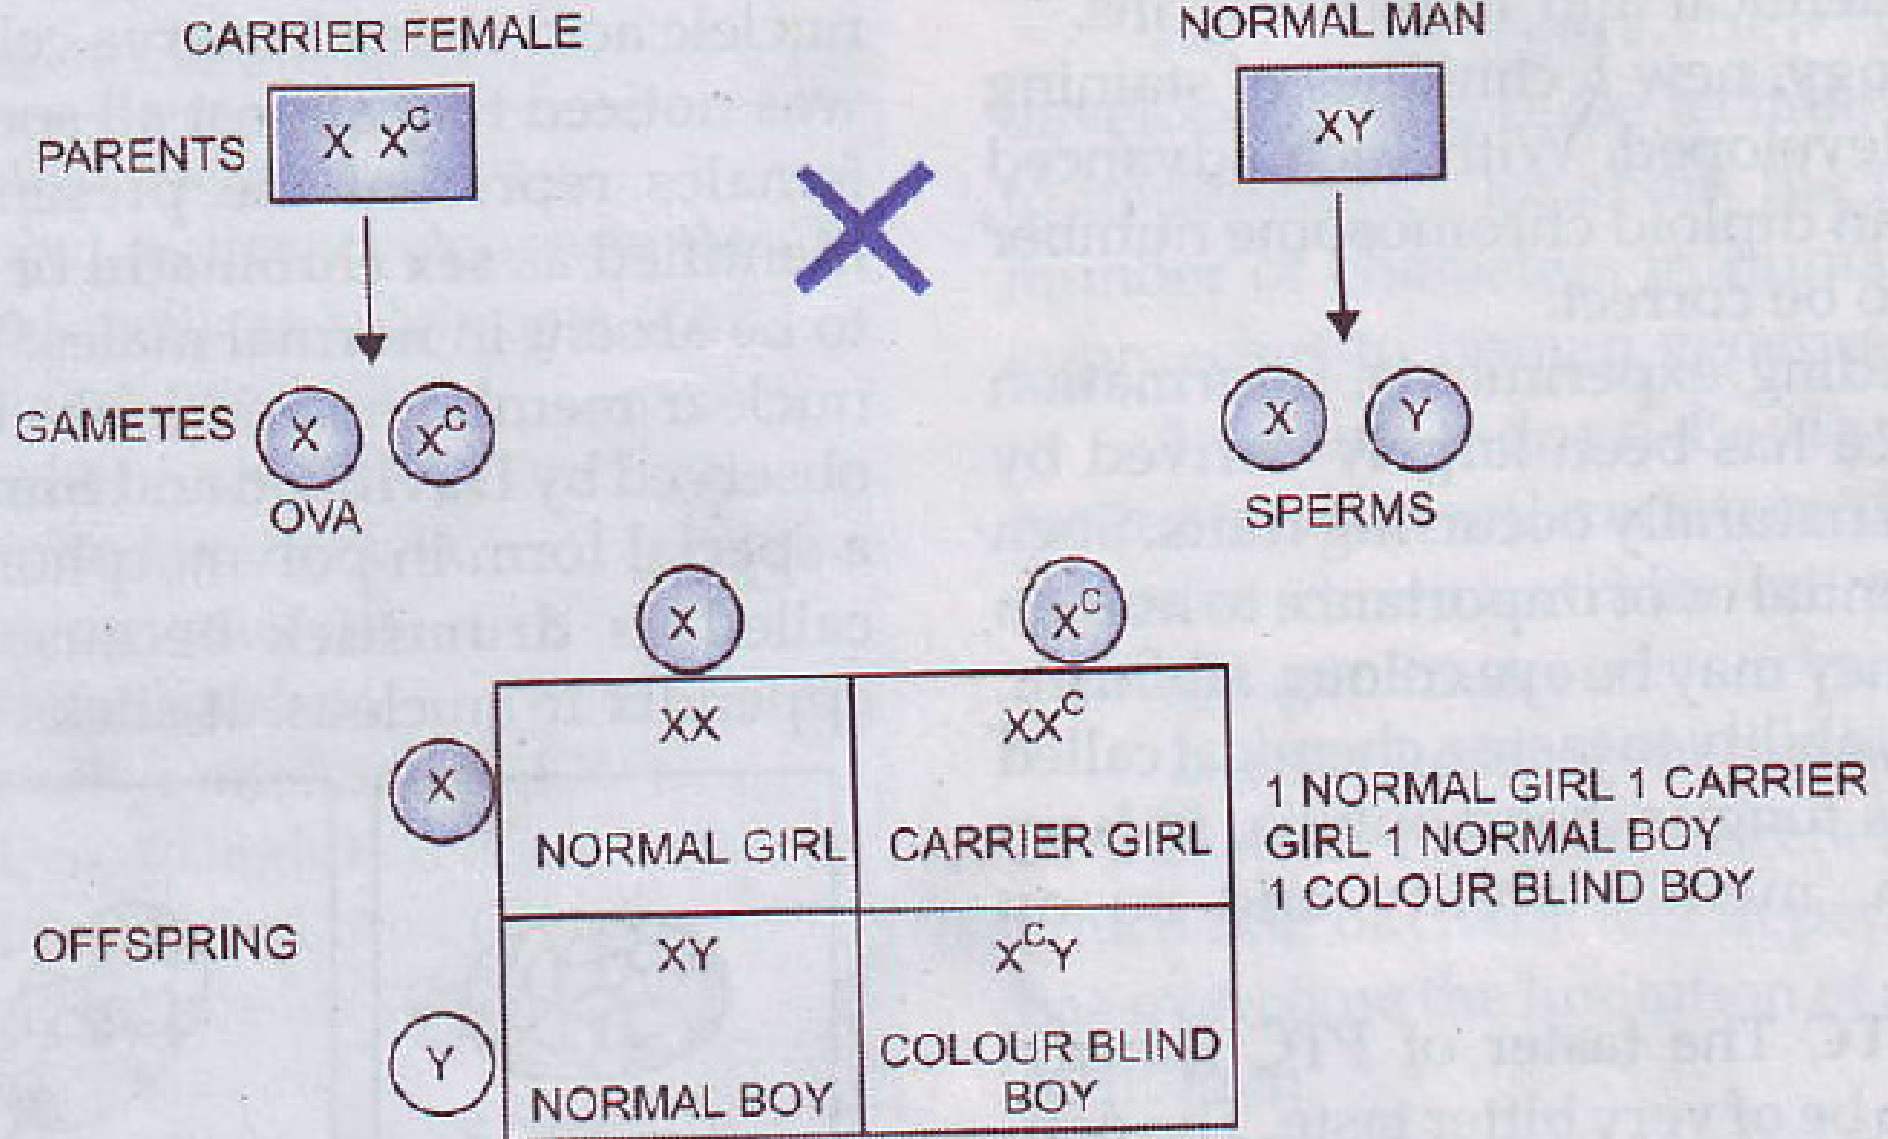 CARRIER FEMALE
NORMAL MAN
PARENTS
X X^C
XY
GAMETES
X
X^C
X
Y
OVA
SPERMS
X
X^C
X
XX
XX^C
NORMAL GIRL
CARRIER GIRL
1 NORMAL GIRL 1 CARRIER
GIRL 1 NORMAL BOY
1 COLOUR BLIND BOY
OFFSPRING
XY
X^CY
Y
NORMAL BOY
COLOUR BLIND
BOY